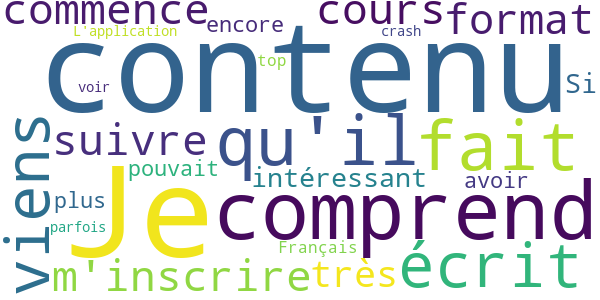 commence cours format
L'application encore crash
contenu
top
voir Si
suivre qu'il fait
viens
Je
pouvait intéressant avoir
plus comprend
parfois
Français
m'inscrire très écrit